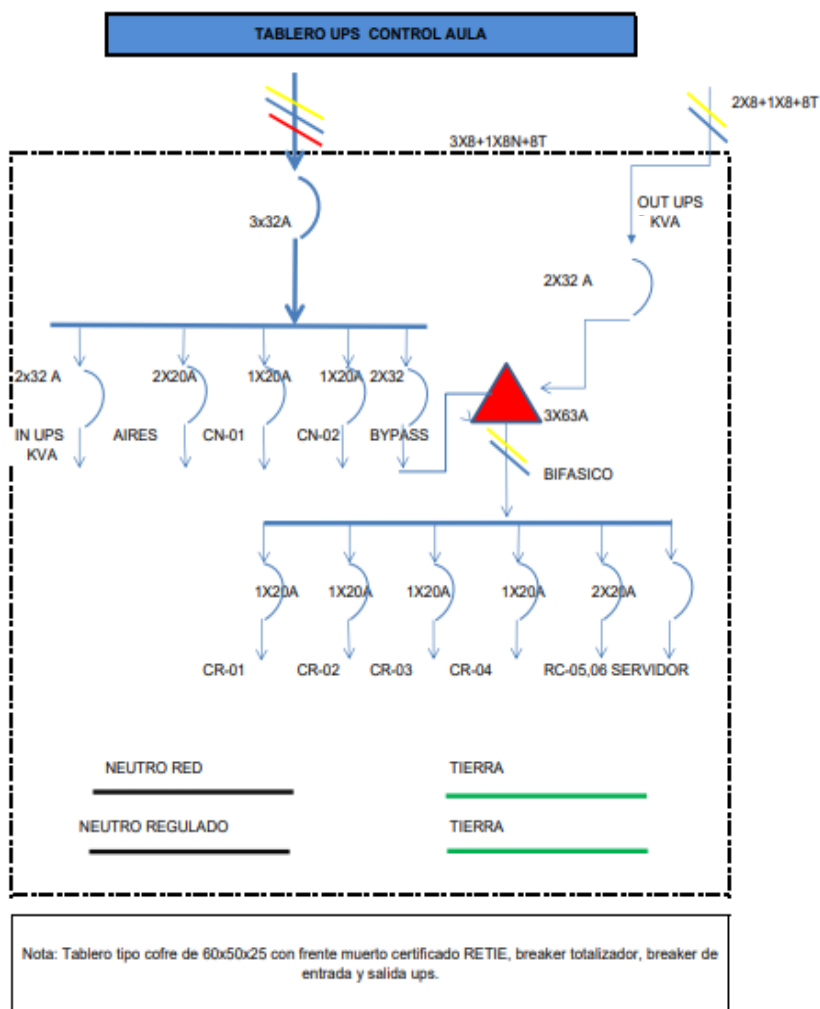 TABLERO UPS CONTROL AULA
2X8+1X8+8T
3X8+1X8N+8T
3x32A
OUT UPS
KVA
2X32 A
2x32 A
2X20A
1X20A
1X20A
2X32
3X63A
IN UPS
KVA
AIRES
CN-01
CN-02
BYPASS
BIFASICO
1X20A
1X20A
1X20A
1X20A
2X20A
CR-01
CR-02
CR-03
CR-04
RC-05,06 SERVIDOR
NEUTRO RED
TIERRA
NEUTRO REGULADO
TIERRA
Nota: Tablero tipo cofre de 60x50x25 con frente muerto certificado RETIE, breaker totalizador, breaker de
entrada y salida ups.